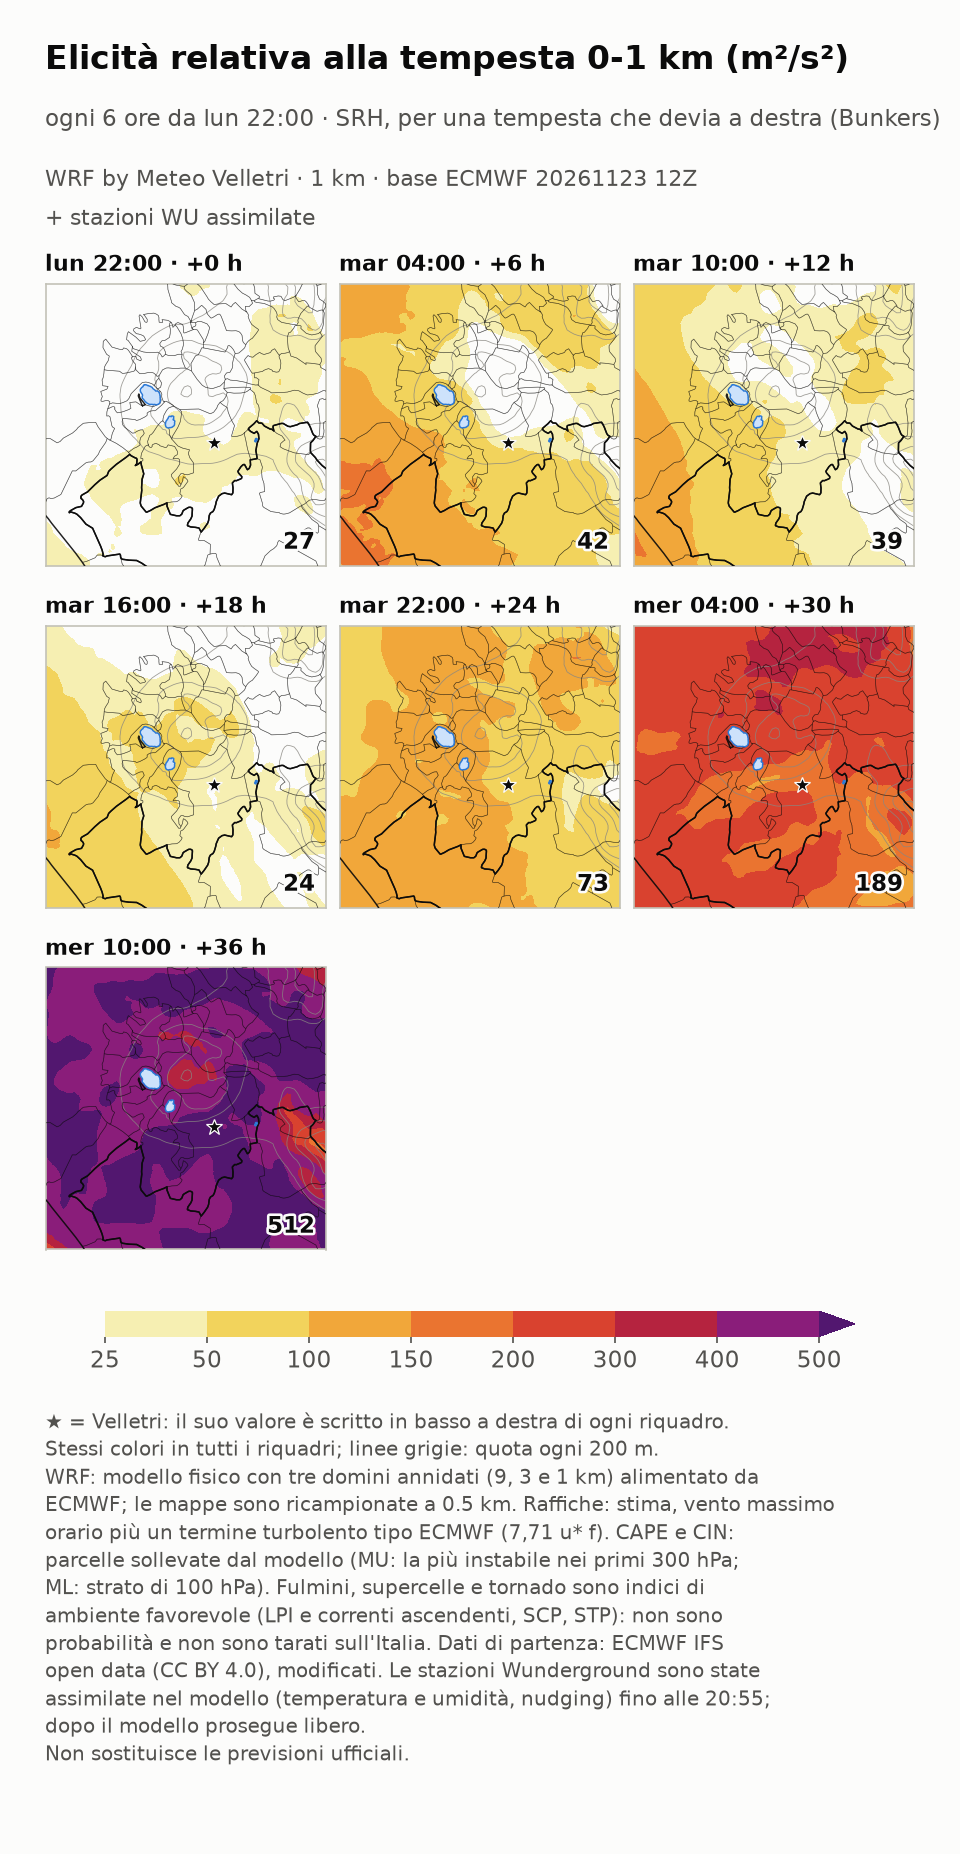 Elicità relativa alla tempesta 0-1 km (m²/s²)
ogni 6 ore da lun 22:00 · SRH, per una tempesta che devia a destra (Bunkers)
WRF by Meteo Velletri · 1 km · base ECMWF 20261123 12Z
+ stazioni WU assimilate
lun 22:00 · +0 h
mar 04:00 · +6 h
mar 10:00 · +12 h
27
42
39
mar 16:00 · +18 h
mar 22:00 · +24 h
mer 04:00 · +30 h
24
73
189
mer 10:00 · +36 h
512
25 50 100 150 200 300 400 500
★ = Velletri: il suo valore è scritto in basso a destra di ogni riquadro.
Stessi colori in tutti i riquadri; linee grigie: quota ogni 200 m.
WRF: modello fisico con tre domini annidati (9, 3 e 1 km) alimentato da
ECMWF; le mappe sono ricampionate a 0.5 km. Raffiche: stima, vento massimo
orario più un termine turbolento tipo ECMWF (7,71 u* f). CAPE e CIN:
parcelle sollevate dal modello (MU: la più instabile nei primi 300 hPa;
ML: strato di 100 hPa). Fulmini, supercelle e tornado sono indici di
ambiente favorevole (LPI e correnti ascendenti, SCP, STP): non sono
probabilità e non sono tarati sull'Italia. Dati di partenza: ECMWF IFS
open data (CC BY 4.0), modificati. Le stazioni Wunderground sono state
assimilate nel modello (temperatura e umidità, nudging) fino alle 20:55;
dopo il modello prosegue libero.
Non sostituisce le previsioni ufficiali.